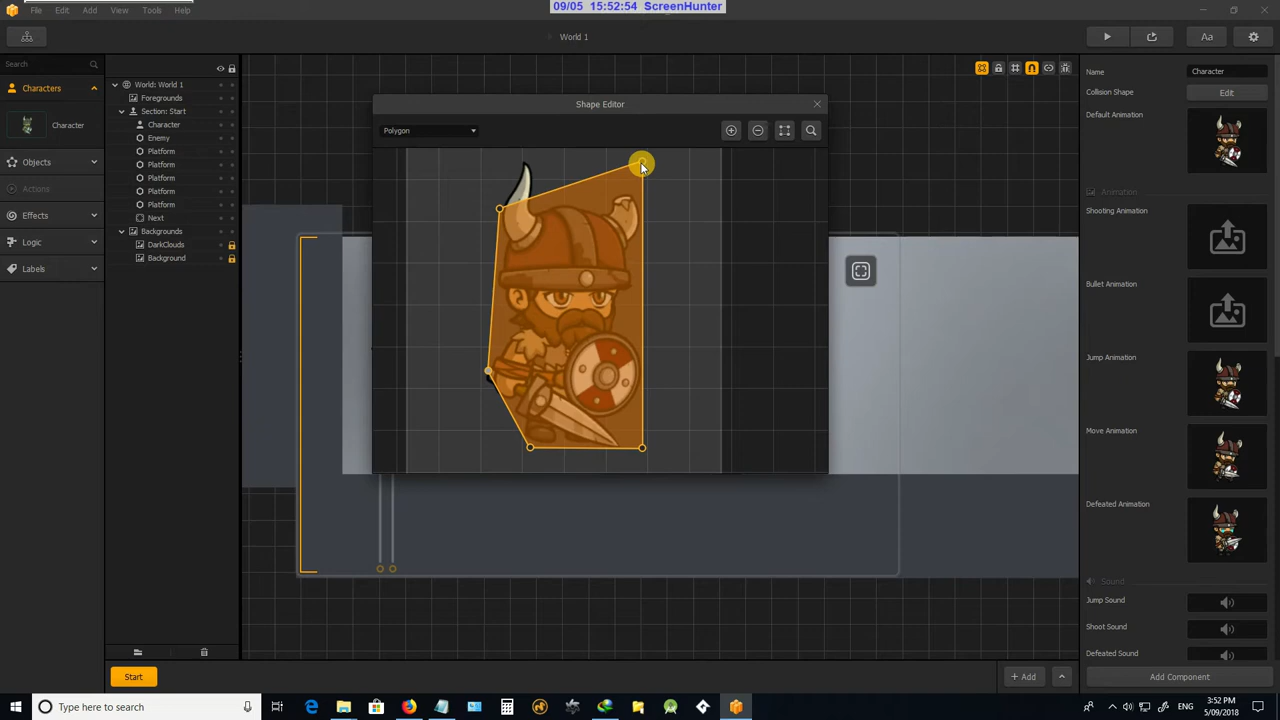 09/05 15:52:54 ScreenHunter
File Edit Add View Tools Help
World 1
Aa
Search
Characters
Character
Objects
Actions
Effects
Logic
Labels
World: World 1
Foregrounds
Section: Start
Character
Enemy
Platform
Platform
Platform
Platform
Platform
Next
Backgrounds
DarkClouds
Background
Shape Editor
Polygon
Name
Character
Collision Shape
Edit
Default Animation
Animation
Shooting Animation
Bullet Animation
Jump Animation
Move Animation
Defeated Animation
Sound
Jump Sound
Shoot Sound
Defeated Sound
Start
Add
Add Component
Type here to search
ENG
3:52 PM
5/09/2018